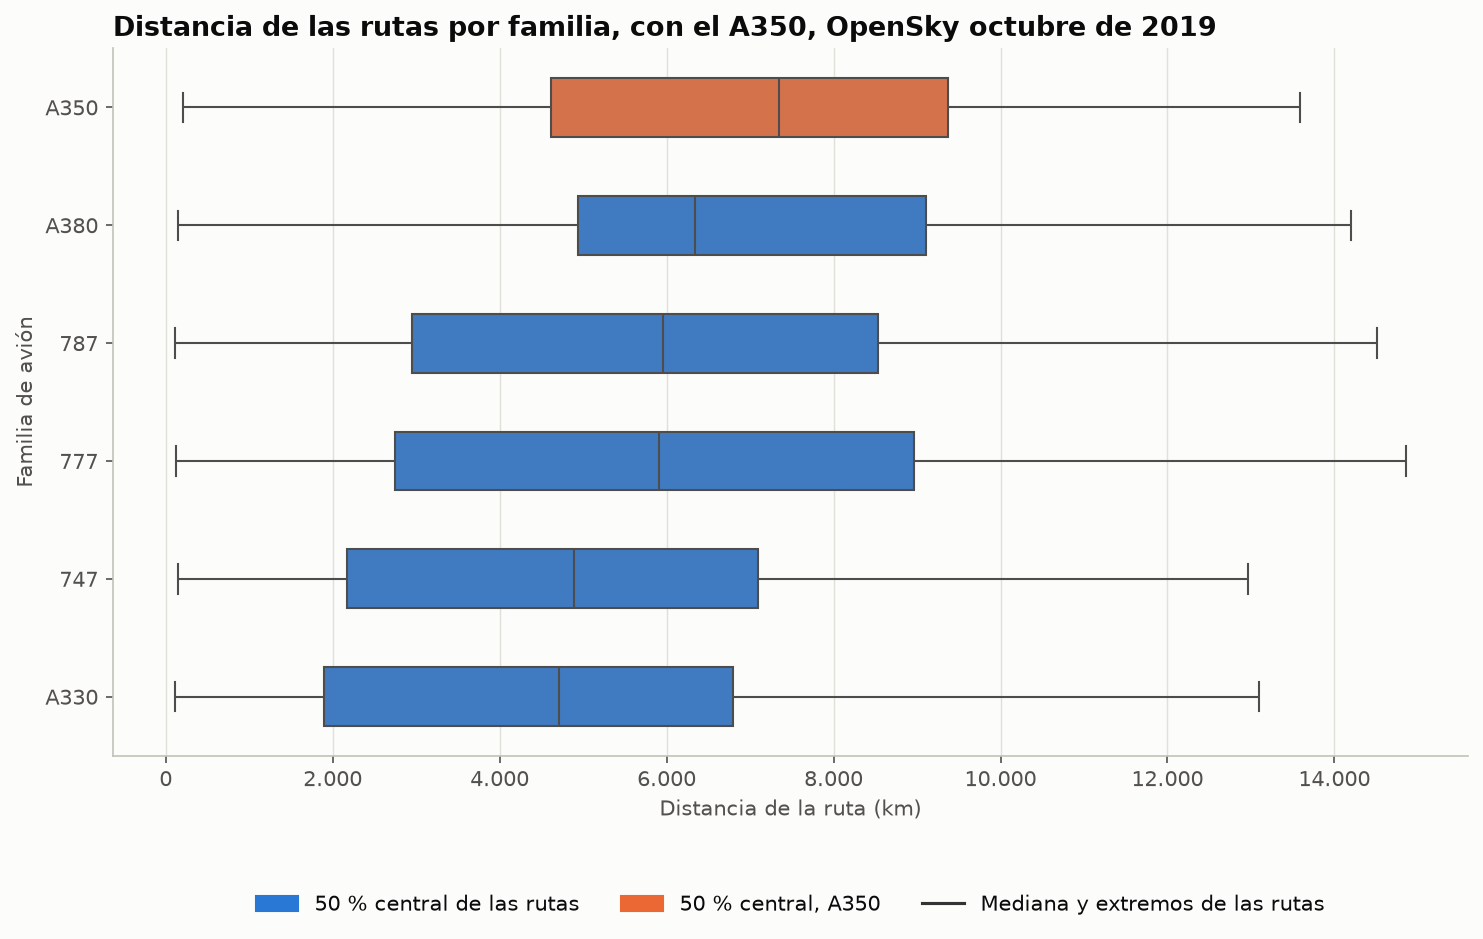 Distancia de las rutas por familia, con el A350, OpenSky octubre de 2019
Familia de avión
A350
A380
787
777
747
A330
0 2.000 4.000 6.000 8.000 10.000 12.000 14.000
Distancia de la ruta (km)
50 % central de las rutas 50 % central, A350 Mediana y extremos de las rutas